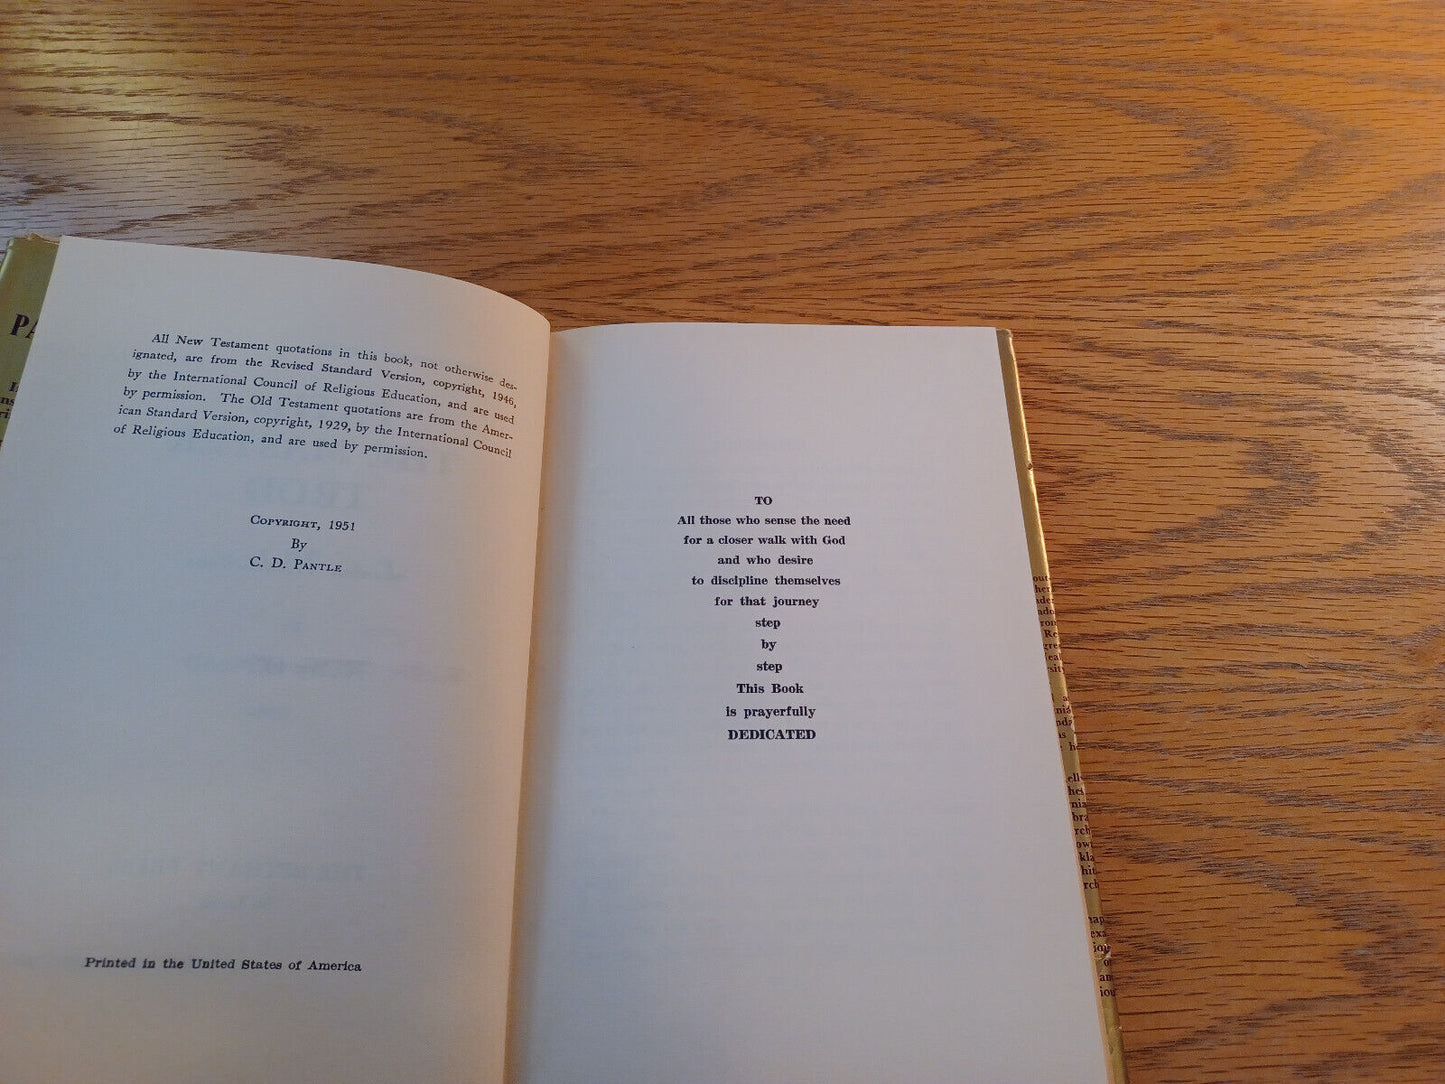 All New Testament quotations in this book, not otherwise des-
ignated, are from the Revised Standard Version, copyright, 1946,
by the International Council of Religious Education, and are used
by permission. The Old Testament quotations are from the Amer-
ican Standard Version, copyright, 1929, by the International Council
of Religious Education, and are used by permission.
COPYRIGHT, 1951
By
C. D. PANTLE
Printed in the United States of America
TO
All those who sense the need
for a closer walk with God
and who desire
to discipline themselves
for that journey
step
by
step
This Book
is prayerfully
DEDICATED